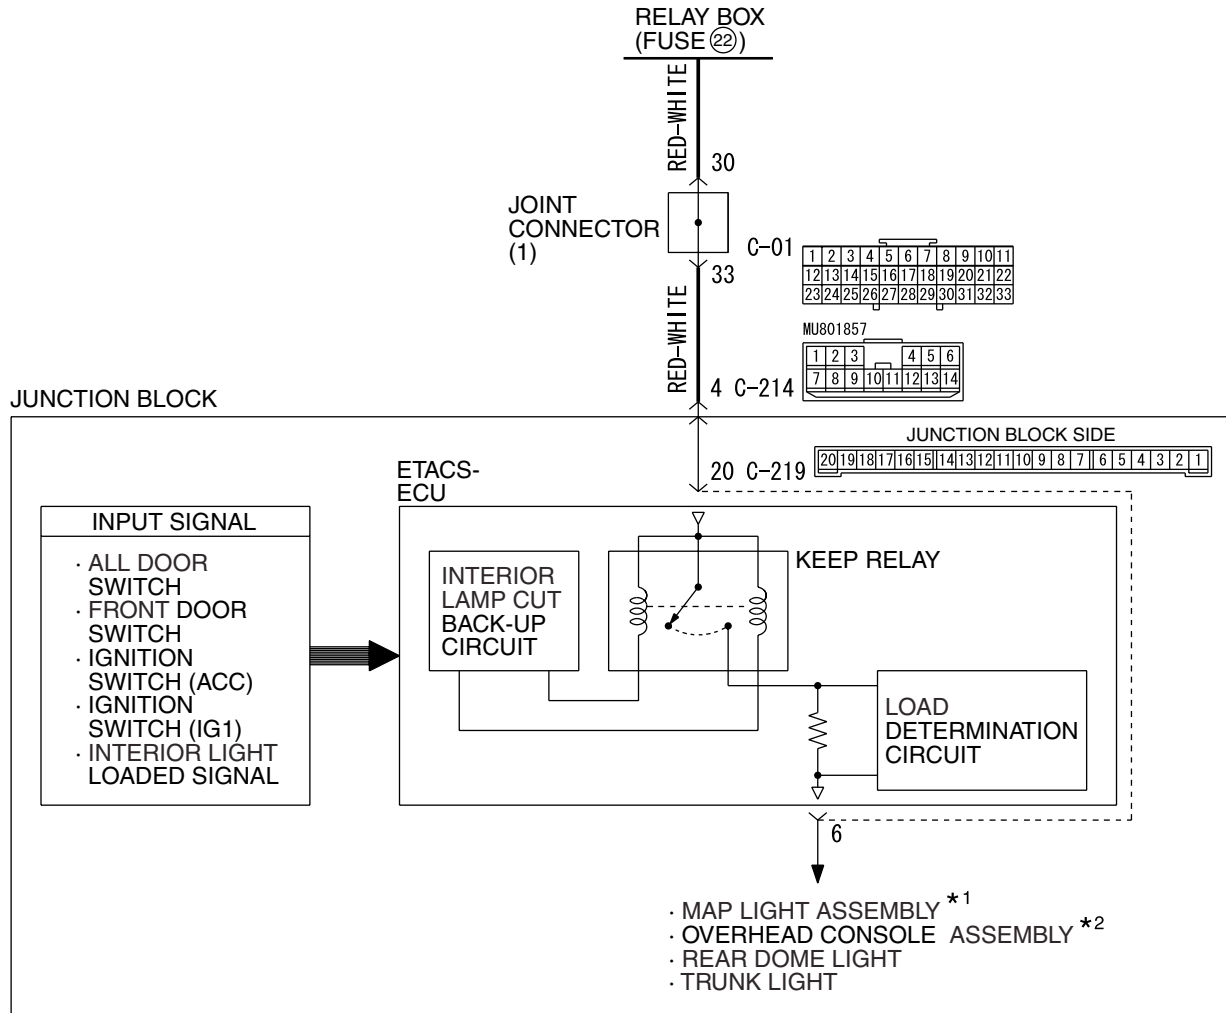 RELAY BOX
(FUSE 22)
RED-WHITE
30
JOINT
CONNECTOR
(1)
C-01
1 2 3 4 5 6 7 8 9 10 11
12 13 14 15 16 17 18 19 20 21 22
23 24 25 26 27 28 29 30 31 32 33
33
RED-WHITE
MU801857
1 2 3 4 5 6
7 8 9 10 11 12 13 14
4 C-214
JUNCTION BLOCK
JUNCTION BLOCK SIDE
20 19 18 17 16 15 14 13 12 11 10 9 8 7 6 5 4 3 2 1
20 C-219
ETACS-
ECU
INPUT SIGNAL
· ALL DOOR
SWITCH
· FRONT DOOR
SWITCH
· IGNITION
SWITCH (ACC)
· IGNITION
SWITCH (IG1)
· INTERIOR LIGHT
LOADED SIGNAL
INTERIOR
LAMP CUT
BACK-UP
CIRCUIT
KEEP RELAY
LOAD
DETERMINATION
CIRCUIT
6
· MAP LIGHT ASSEMBLY *1
· OVERHEAD CONSOLE ASSEMBLY *2
· REAR DOME LIGHT
· TRUNK LIGHT